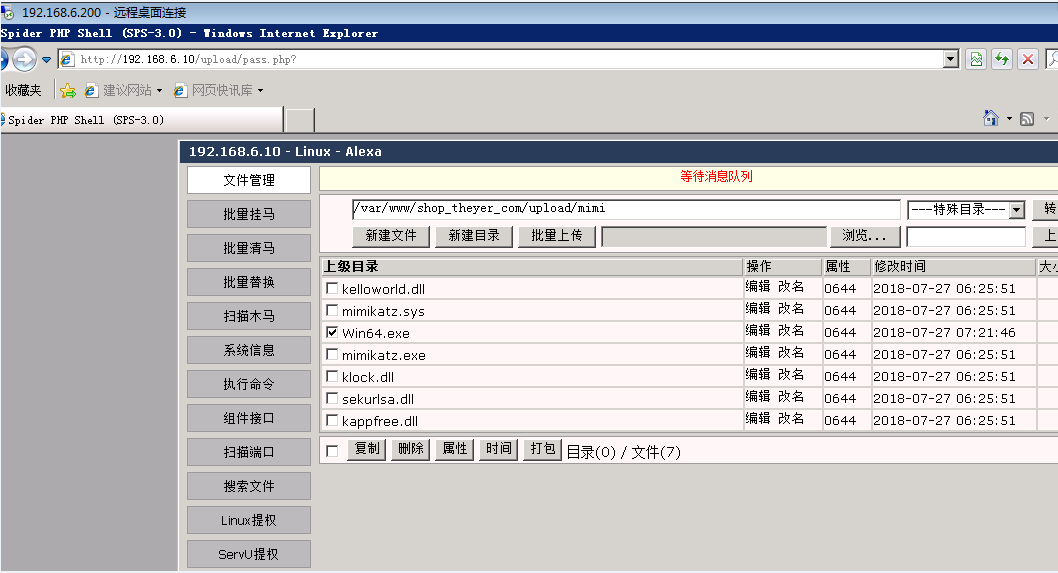 192.168.6.200 - 远程桌面连接
Spider PHP Shell (SPS-3.0) - Windows Internet Explorer
http://192.168.6.10/upload/pass.php?
收藏夹 建议网站 网页快讯库
Spider PHP Shell (SPS-3.0)
192.168.6.10 - Linux - Alexa
文件管理
批量挂马
批量清马
批量替换
扫描木马
系统信息
执行命令
组件接口
扫描端口
搜索文件
Linux提权
ServU提权
等待消息队列
/var/www/shop_theyer_com/upload/mimi ---特殊目录--- 转
新建文件 新建目录 批量上传 浏览... 上
上级目录 操作 属性 修改时间 大小
kelloworld.dll 编辑 改名 0644 2018-07-27 06:25:51
mimikatz.sys 编辑 改名 0644 2018-07-27 06:25:51
Win64.exe 编辑 改名 0644 2018-07-27 07:21:46
mimikatz.exe 编辑 改名 0644 2018-07-27 06:25:51
klock.dll 编辑 改名 0644 2018-07-27 06:25:51
sekurlsa.dll 编辑 改名 0644 2018-07-27 06:25:51
kappfree.dll 编辑 改名 0644 2018-07-27 06:25:51
复制 删除 属性 时间 打包 目录(0) / 文件(7)